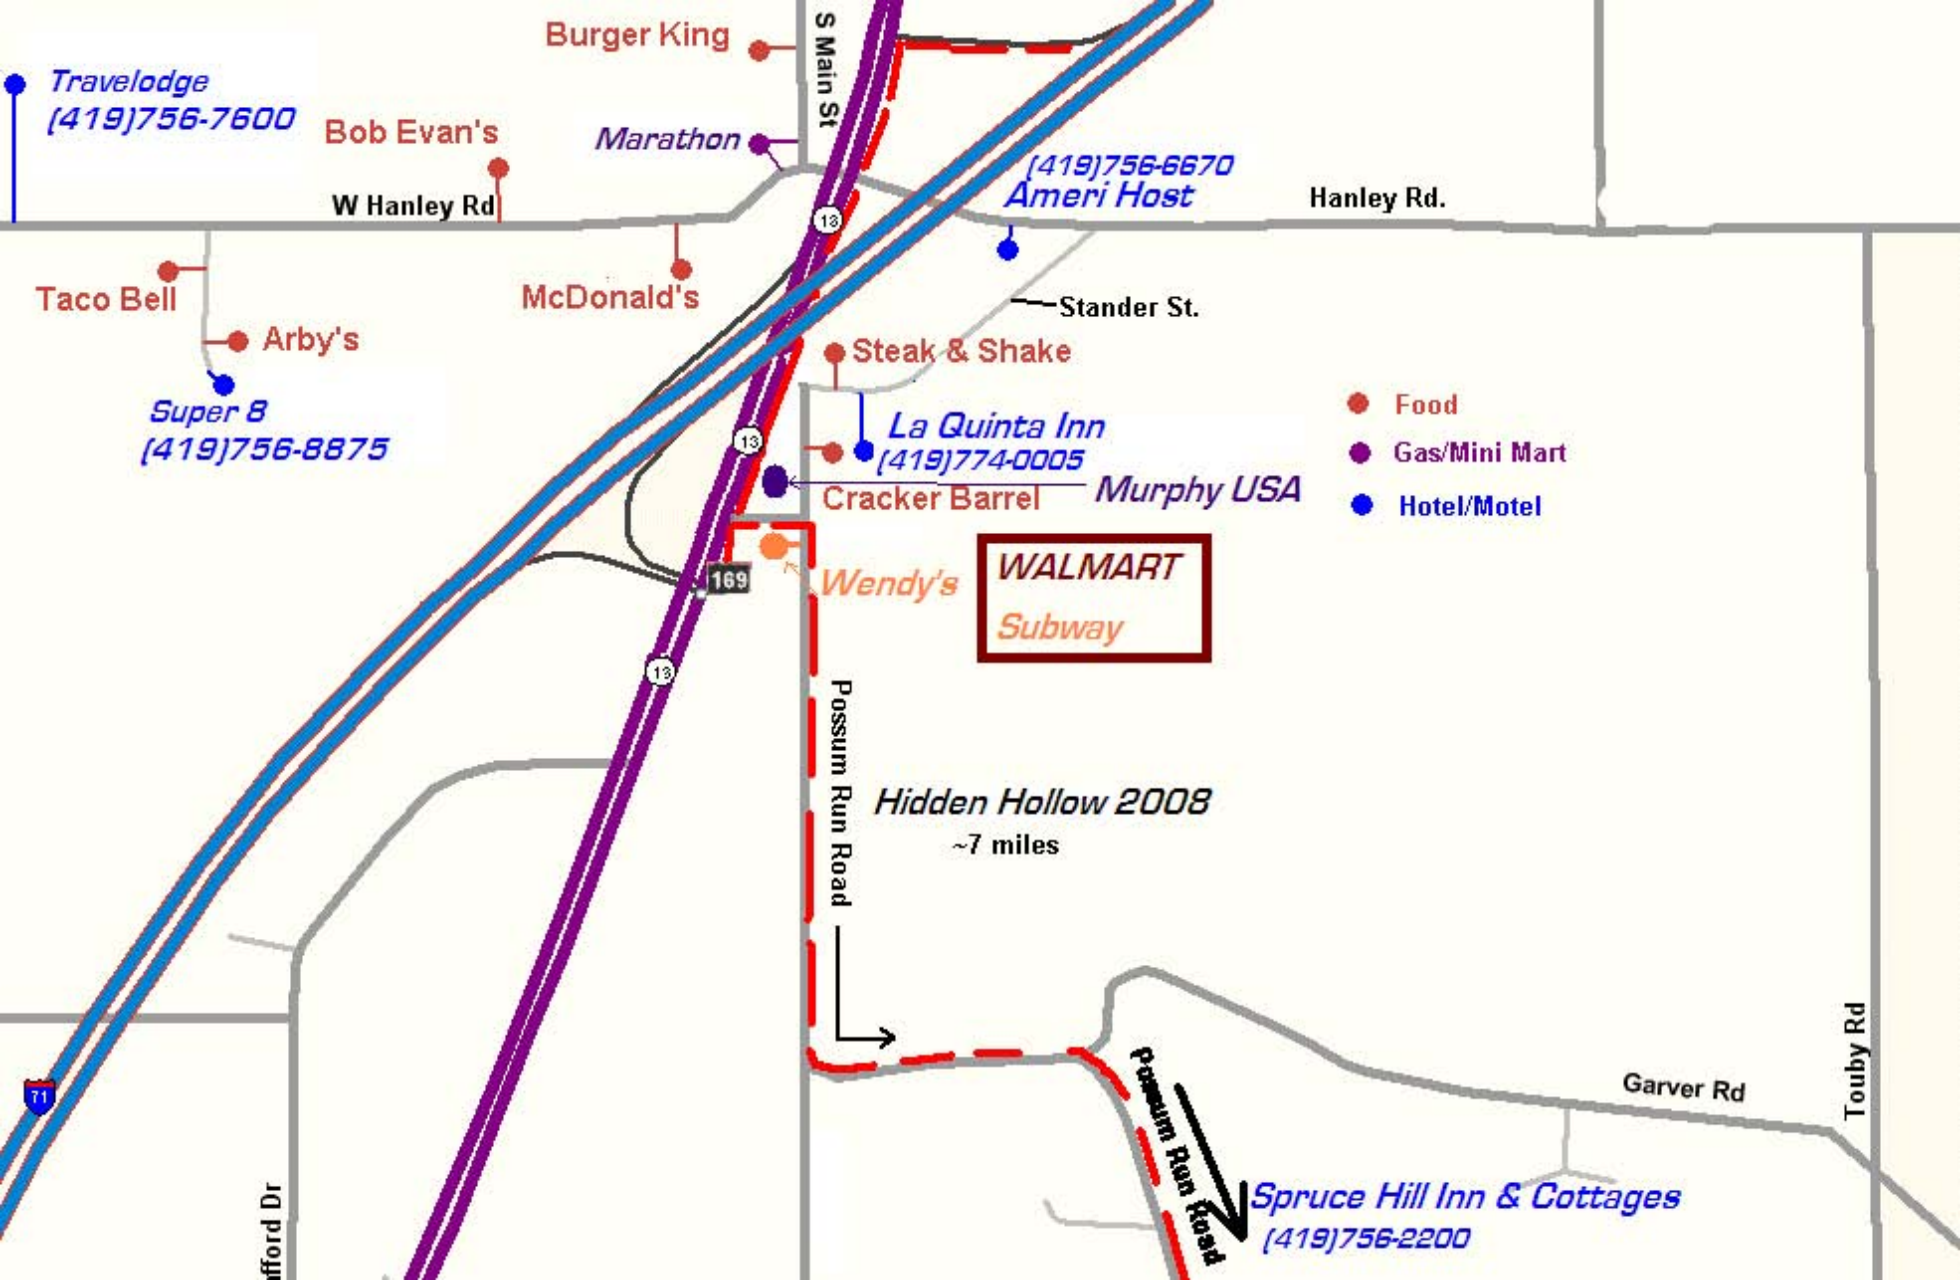 Burger King
S Main St
Travelodge
(419)756-7600
Bob Evan's
Marathon
(419)756-6670
Ameri Host
W Hanley Rd
Hanley Rd.
13
Taco Bell
McDonald's
Stander St.
Arby's
Steak & Shake
Super 8
(419)756-8875
Food
La Quinta Inn
(419)774-0005
13
Gas/Mini Mart
Cracker Barrel
Murphy USA
Hotel/Motel
WALMART
Subway
169
Wendy's
13
Possum Run Road
Hidden Hollow 2008
~7 miles
71
Touby Rd
Garver Rd
Possum Run Road
Spruce Hill Inn & Cottages
(419)756-2200
afford Dr